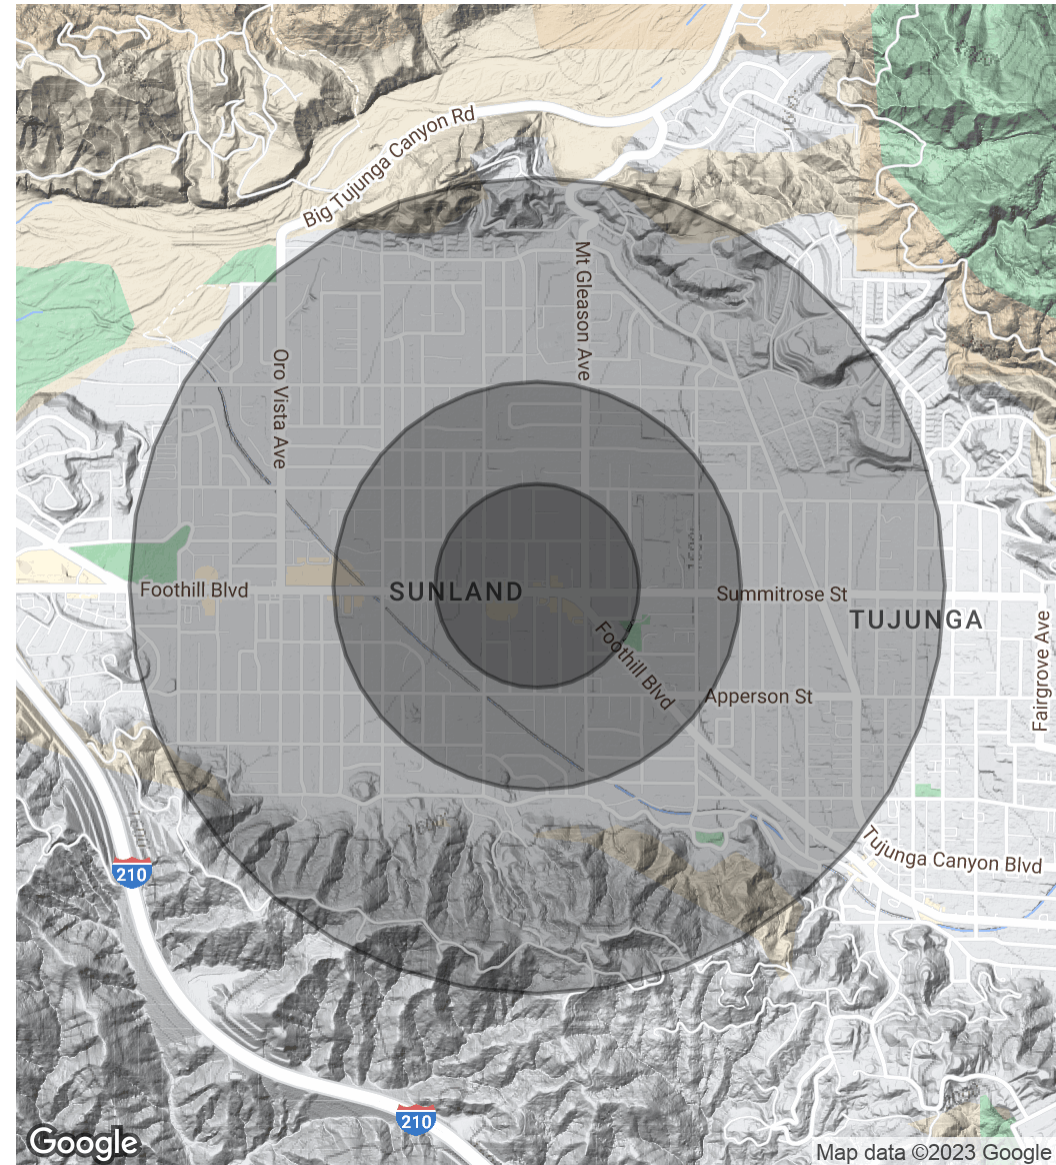 Big Tujunga Canyon Rd
Mt Gleason Ave
Oro Vista Ave
Foothill Blvd
SUNLAND
Summitrose St
TUJUNGA
Foothill Blvd
Apperson St
Fairgrove Ave
Tujunga Canyon Blvd
210
210
Google
Map data ©2023 Google